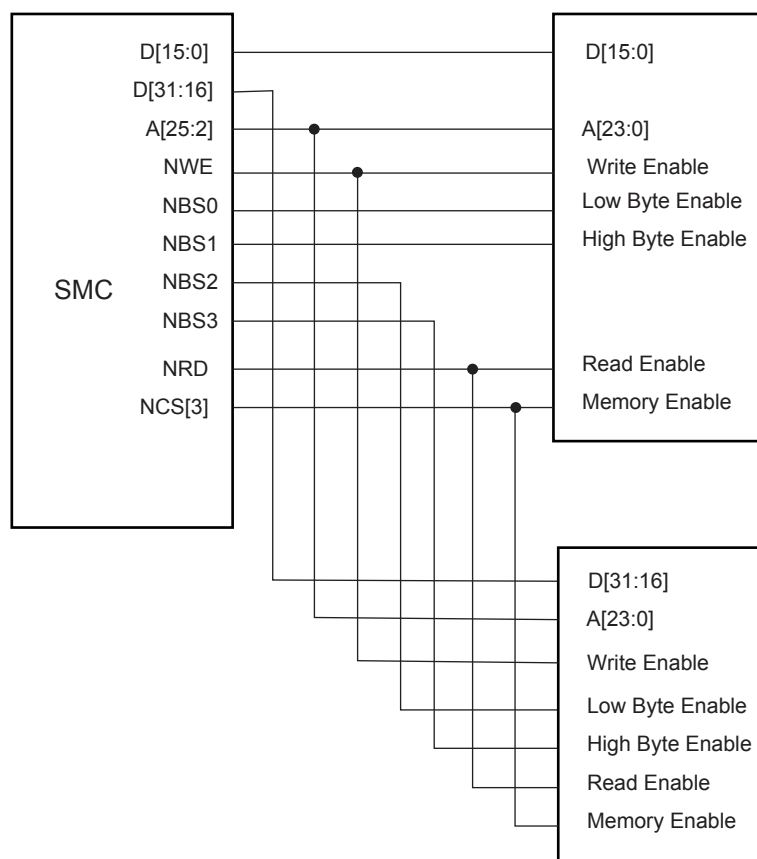 D[15:0]
D[31:16]
A[25:2]
NWE
NBS0
NBS1
NBS2
NBS3
NRD
NCS[3]
SMC
D[15:0]
A[23:0]
Write Enable
Low Byte Enable
High Byte Enable
Read Enable
Memory Enable
D[31:16]
A[23:0]
Write Enable
Low Byte Enable
High Byte Enable
Read Enable
Memory Enable